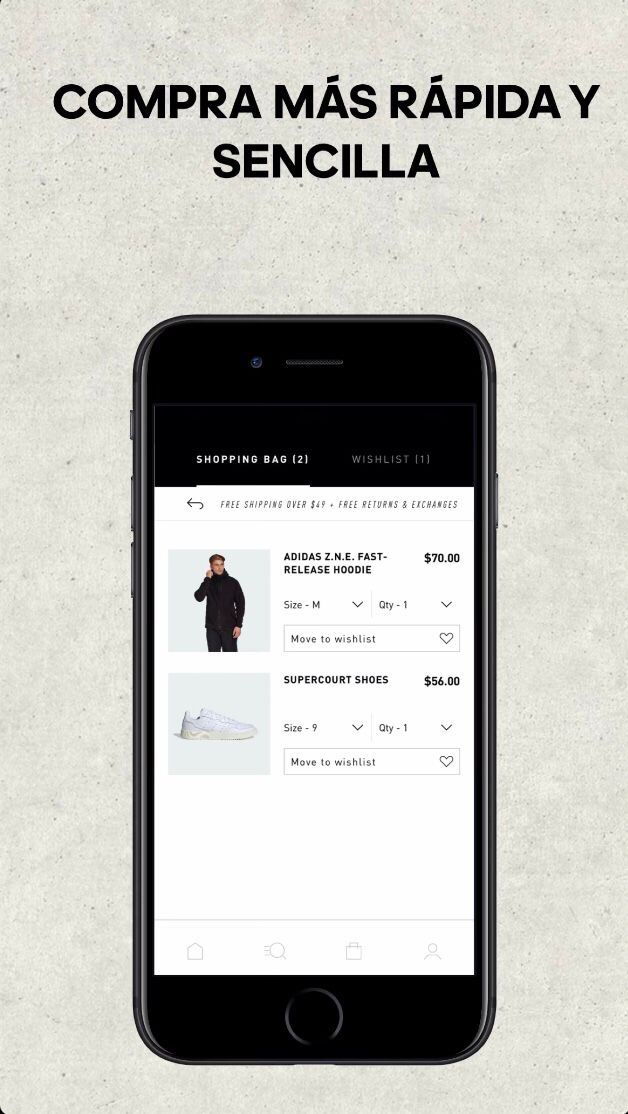 COMPRA MÁS RÁPIDA Y
SENCILLA
SHOPPING BAG (2)
WISHLIST (1)
FREE SHIPPING OVER $49 + FREE RETURNS & EXCHANGES
ADIDAS Z.N.E. FAST-
RELEASE HOODIE
$70.00
Size - M
Qty - 1
Move to wishlist
SUPERCOURT SHOES
$56.00
Size - 9
Qty - 1
Move to wishlist